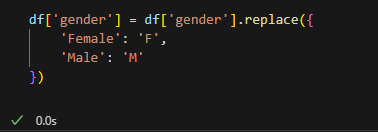 df['gender'] = df['gender'].replace({
    'Female': 'F',
    'Male': 'M'
})
0.0s